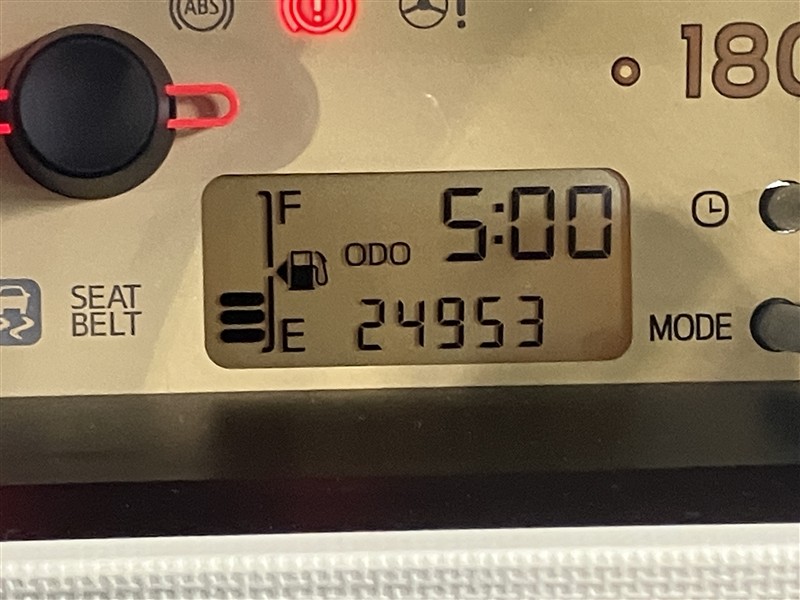 ABS
!
!
180
F
ODO 5:00
SEAT
BELT
E 24953
MODE